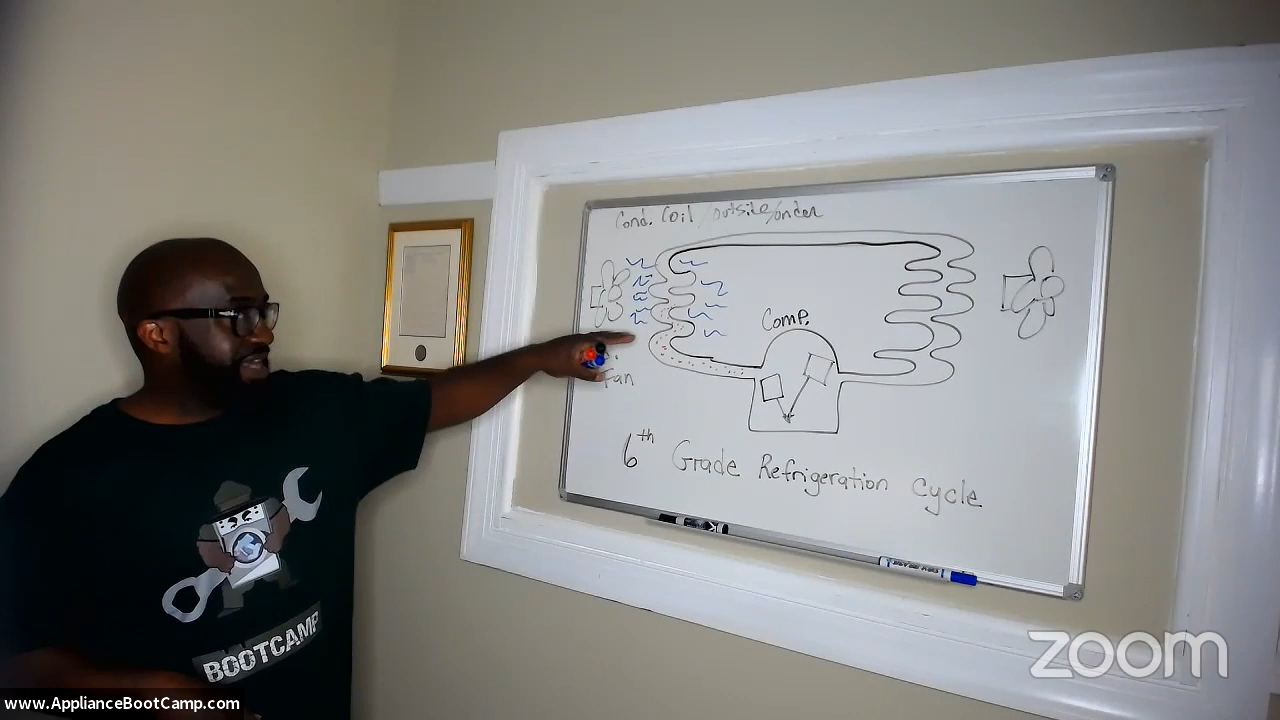 Cond. Coil /outside/under
Comp.
Fan
6th Grade Refrigeration Cycle
BOOTCAMP
zoom
www.ApplianceBootCamp.com